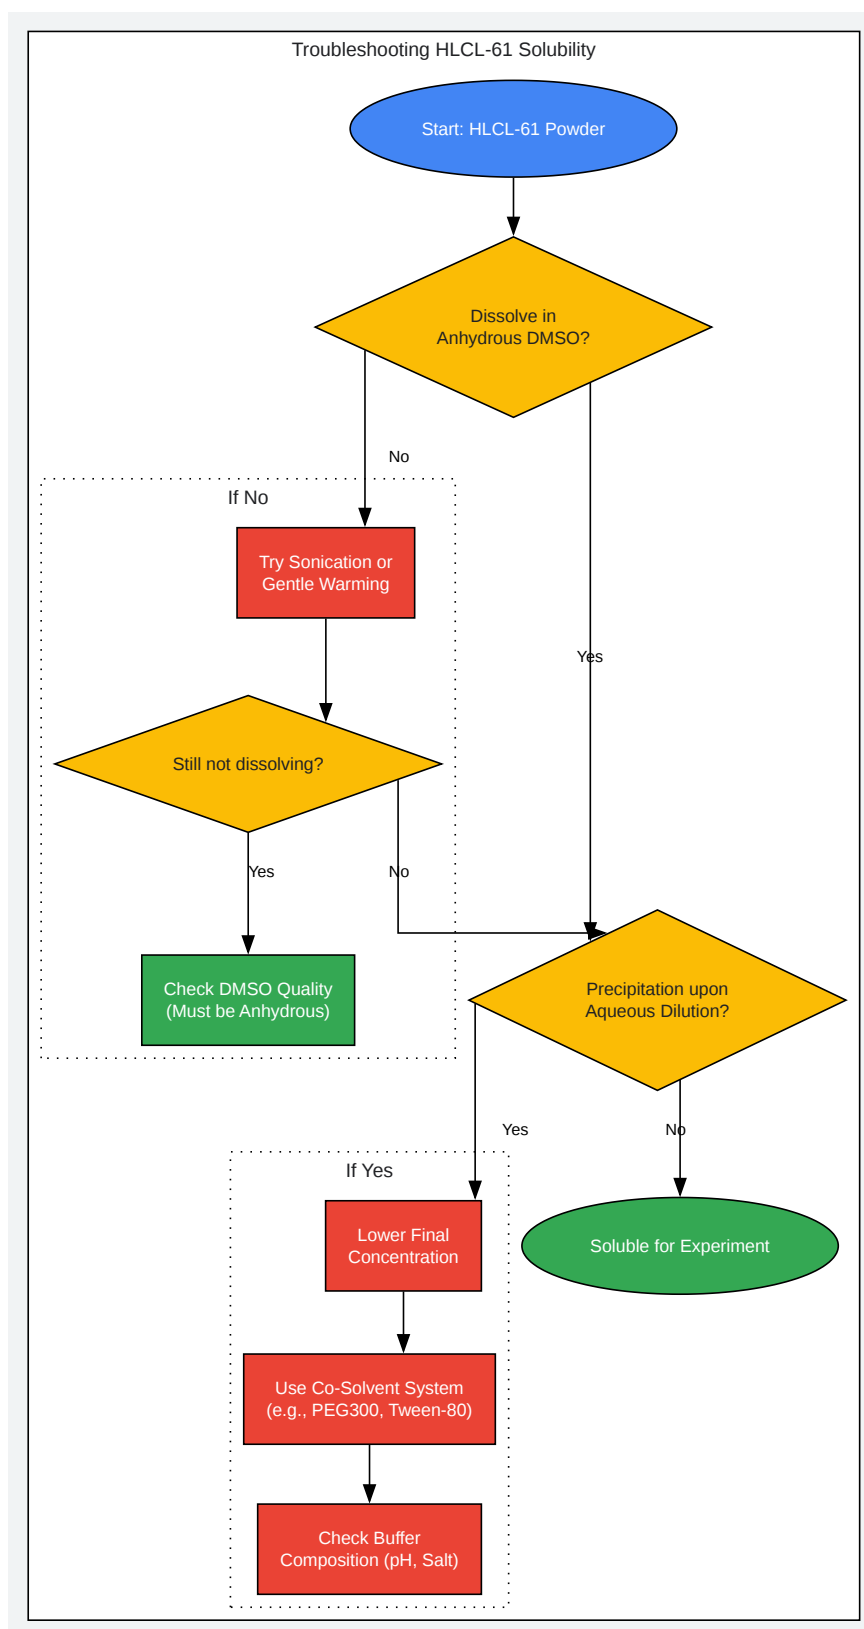 Troubleshooting HLCL-61 Solubility
Start: HLCL-61 Powder
Dissolve in
Anhydrous DMSO?
No
If No
Try Sonication or
Gentle Warming
Yes
Still not dissolving?
Yes
No
Check DMSO Quality
(Must be Anhydrous)
Precipitation upon
Aqueous Dilution?
Yes
No
If Yes
Lower Final
Concentration
Soluble for Experiment
Use Co-Solvent System
(e.g., PEG300, Tween-80)
Check Buffer
Composition (pH, Salt)